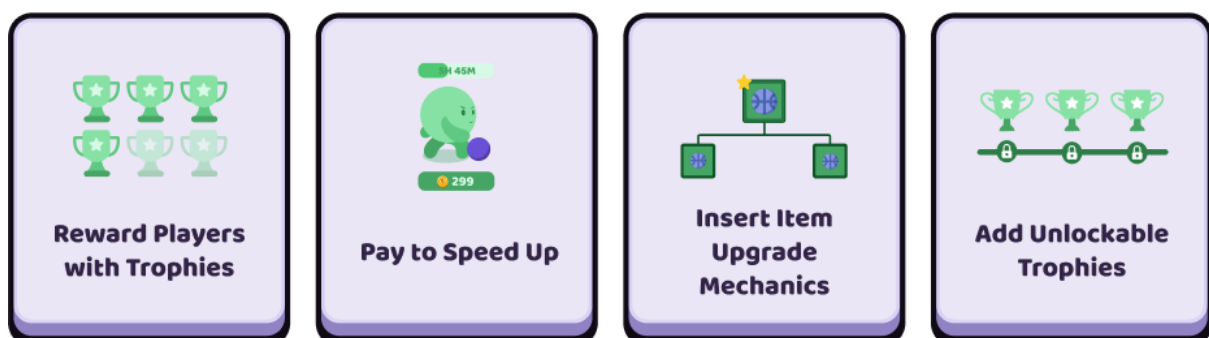 5H 45M
299
Reward Players
with Trophies
Pay to Speed Up
Insert Item
Upgrade
Mechanics
Add Unlockable
Trophies